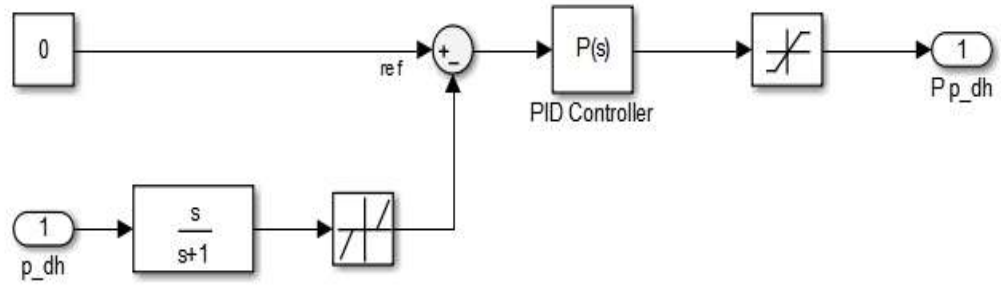 0
ref
+
−
P(s)
PID Controller
1
P p_dh
1
p_dh
s
s+1